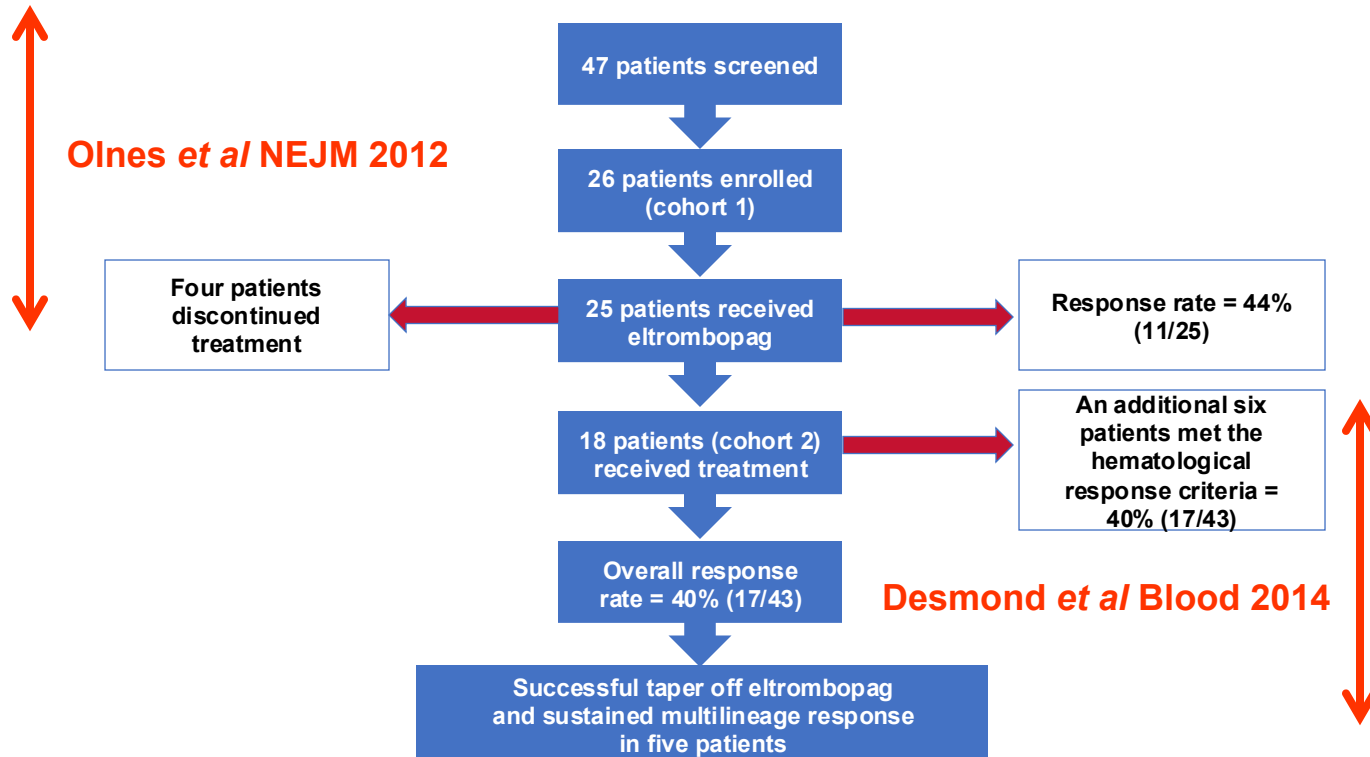 47 patients screened
Olnes et al NEJM 2012
26 patients enrolled
(cohort 1)
Four patients
discontinued
treatment
25 patients received
eltrombopag
Response rate = 44%
(11/25)
18 patients (cohort 2)
received treatment
An additional six
patients met the
hematological
response criteria =
40% (17/43)
Overall response
rate = 40% (17/43)
Desmond et al Blood 2014
Successful taper off eltrombopag
and sustained multilineage response
in five patients